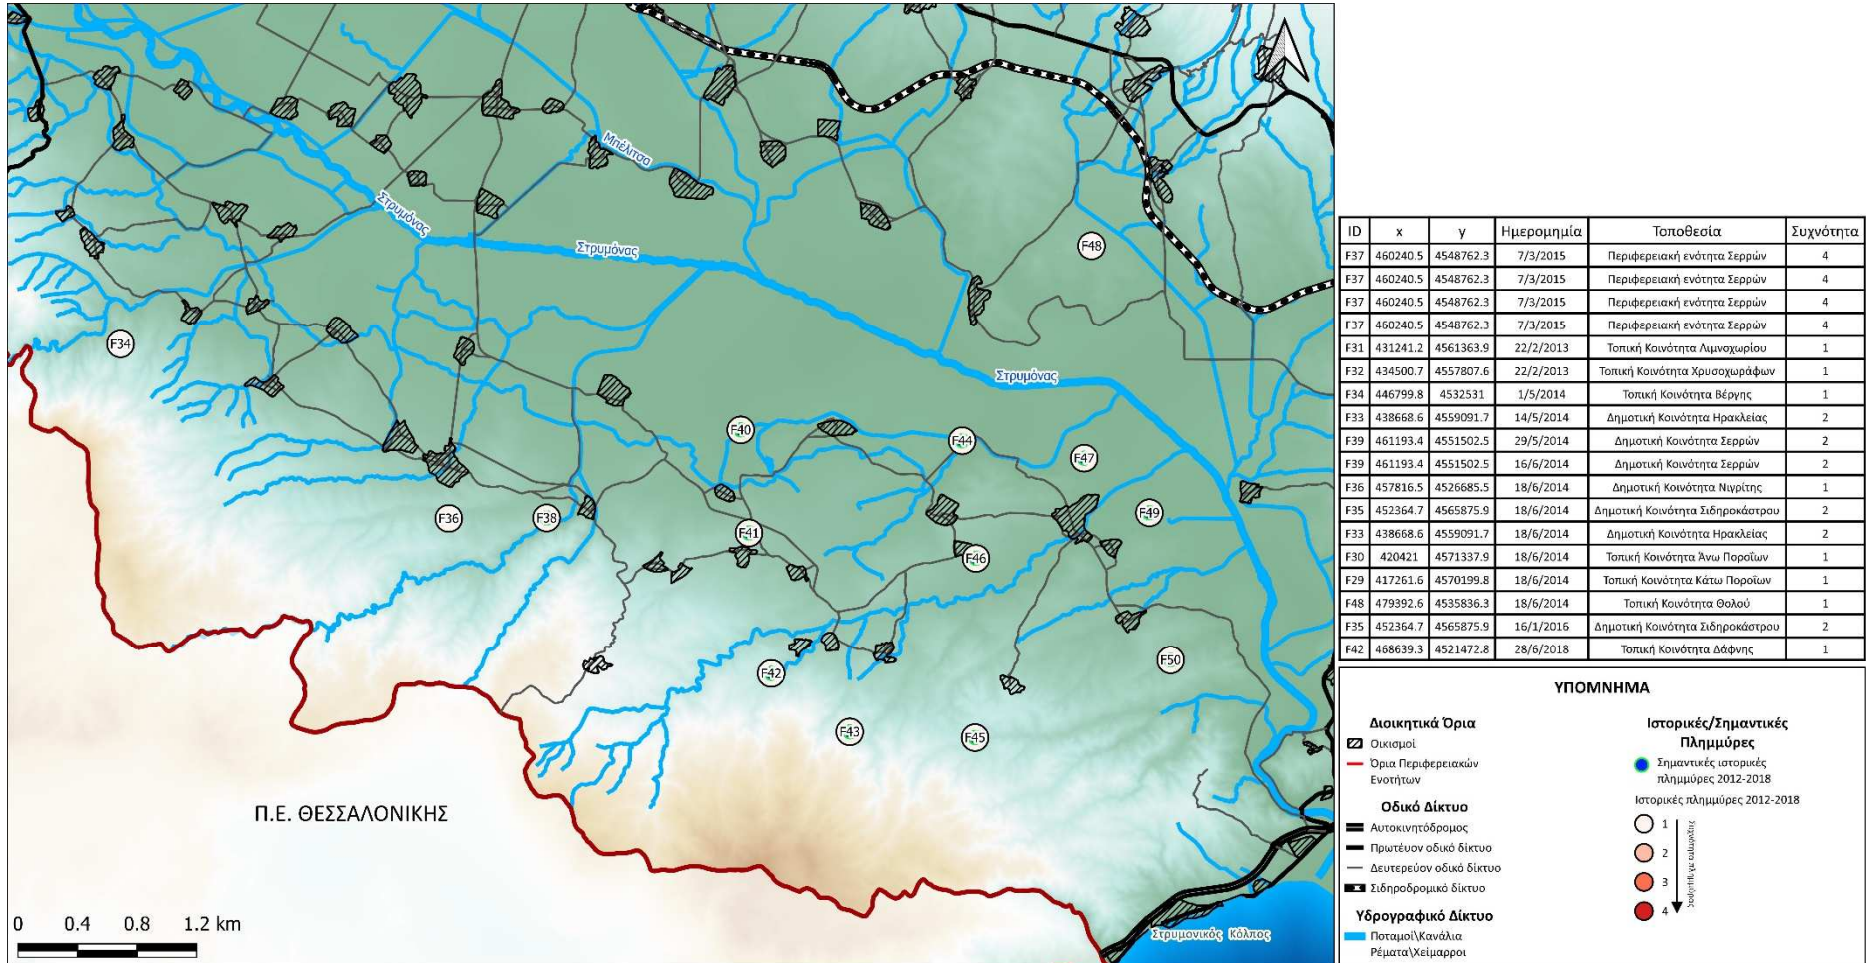 Μπέλιτσα
Στρυμόνας
Στρυμόνας
F48
F34
Στρυμόνας
F40
F44
F47
F36
F38
F41
F49
F46
F42
F50
F43
F45
Π.Ε. ΘΕΣΣΑΛΟΝΙΚΗΣ
0 0.4 0.8 1.2 km
Στρυμονικός Κόλπος
ID x y Ημερομημία Τοποθεσία Συχνότητα
F37 460240.5 4548762.3 7/3/2015 Περιφερειακή ενότητα Σερρών 4
F37 460240.5 4548762.3 7/3/2015 Περιφερειακή ενότητα Σερρών 4
F37 460240.5 4548762.3 7/3/2015 Περιφερειακή ενότητα Σερρών 4
F37 460240.5 4548762.3 7/3/2015 Περιφερειακή ενότητα Σερρών 4
F31 431241.2 4561363.9 22/2/2013 Τοπική Κοινότητα Λιμνοχωρίου 1
F32 434500.7 4557807.6 22/2/2013 Τοπική Κοινότητα Χρυσοχωράφων 1
F34 446799.8 4532531 1/5/2014 Τοπική Κοινότητα Βέργης 1
F33 438668.6 4559091.7 14/5/2014 Δημοτική Κοινότητα Ηρακλείας 2
F39 461193.4 4551502.5 29/5/2014 Δημοτική Κοινότητα Σερρών 2
F39 461193.4 4551502.5 16/6/2014 Δημοτική Κοινότητα Σερρών 2
F36 457816.5 4526685.5 18/6/2014 Δημοτική Κοινότητα Νιγρίτης 1
F35 452364.7 4565875.9 18/6/2014 Δημοτική Κοινότητα Σιδηροκάστρου 2
F33 438668.6 4559091.7 18/6/2014 Δημοτική Κοινότητα Ηρακλείας 2
F30 420421 4571337.9 18/6/2014 Τοπική Κοινότητα Άνω Ποροΐων 1
F29 417261.6 4570199.8 18/6/2014 Τοπική Κοινότητα Κάτω Ποροΐων 1
F48 479392.6 4535836.3 18/6/2014 Τοπική Κοινότητα Θολού 1
F35 452364.7 4565875.9 16/1/2016 Δημοτική Κοινότητα Σιδηροκάστρου 2
F42 468639.3 4521472.8 28/6/2018 Τοπική Κοινότητα Δάφνης 1
ΥΠΟΜΝΗΜΑ
Διοικητικά Όρια
Οικισμοί
Όρια Περιφερειακών
Ενοτήτων
Οδικό Δίκτυο
Αυτοκινητόδρομος
Πρωτέυον οδικό δίκτυο
Δευτερεύον οδικό δίκτυο
Σιδηροδρομικό δίκτυο
Υδρογραφικό Δίκτυο
Ποταμοί\Κανάλια
Ρέματα\Χείμαρροι
Ιστορικές/Σημαντικές
Πλημμύρες
Σημαντικές ιστορικές
πλημμύρες 2012-2018
Ιστορικές πλημμύρες 2012-2018
1
2
3
4
Συχνότητα πλημμύρας